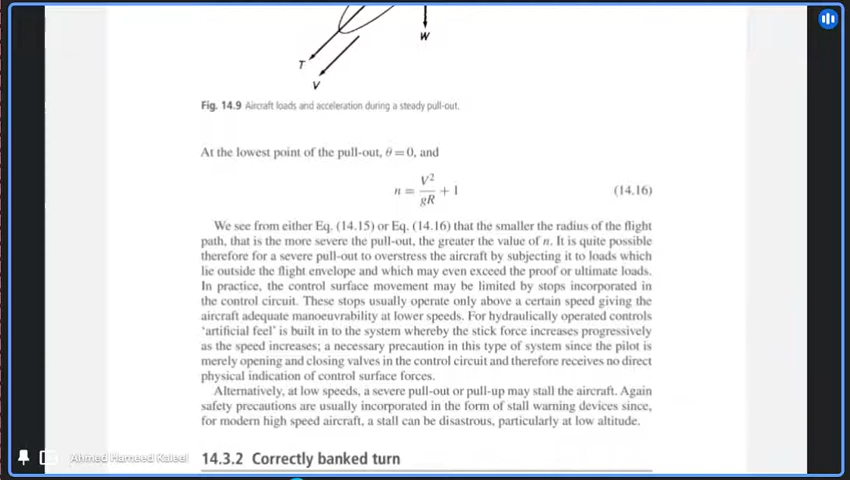 W
T
V
Fig. 14.9 Aircraft loads and acceleration during a steady pull-out.
At the lowest point of the pull-out, θ = 0, and
n = V²/gR + 1 (14.16)
We see from either Eq. (14.15) or Eq. (14.16) that the smaller the radius of the flight
path, that is the more severe the pull-out, the greater the value of n. It is quite possible
therefore for a severe pull-out to overstress the aircraft by subjecting it to loads which
lie outside the flight envelope and which may even exceed the proof or ultimate loads.
In practice, the control surface movement may be limited by stops incorporated in
the control circuit. These stops usually operate only above a certain speed giving the
aircraft adequate manoeuvrability at lower speeds. For hydraulically operated controls
'artificial feel' is built in to the system whereby the stick force increases progressively
as the speed increases; a necessary precaution in this type of system since the pilot is
merely opening and closing valves in the control circuit and therefore receives no direct
physical indication of control surface forces.
Alternatively, at low speeds, a severe pull-out or pull-up may stall the aircraft. Again
safety precautions are usually incorporated in the form of stall warning devices since,
for modern high speed aircraft, a stall can be disastrous, particularly at low altitude.
14.3.2 Correctly banked turn
Ahmed Hameed Kaleel